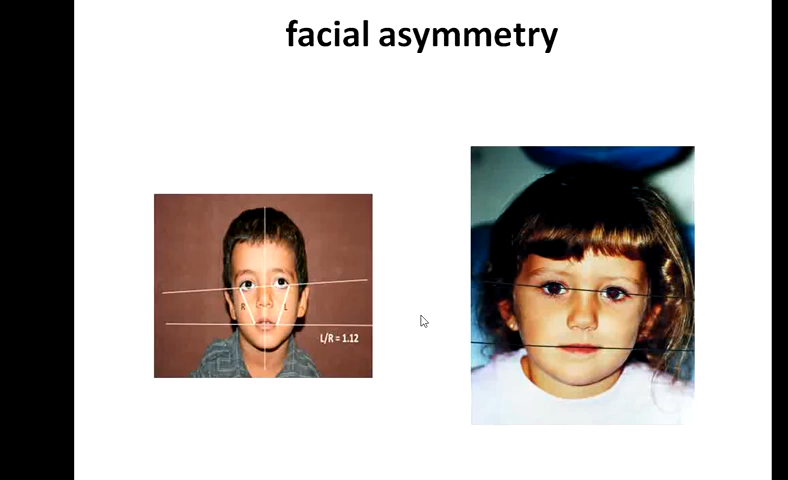 facial asymmetry
R L
L/R = 1.12